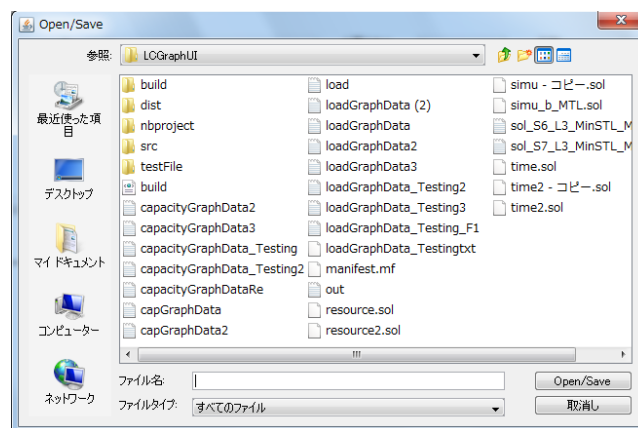 Open/Save
参照:
LCGraphUI
最近使った項
目
デスクトップ
マイ ドキュメント
コンピューター
ネットワーク
build
dist
nbproject
src
testFile
build
capacityGraphData2
capacityGraphData3
capacityGraphData_Testing
capacityGraphData_Testing2
capacityGraphDataRe
capGraphData
capGraphData2
load
loadGraphData (2)
loadGraphData
loadGraphData2
loadGraphData3
loadGraphData_Testing2
loadGraphData_Testing3
loadGraphData_Testing_F1
loadGraphData_Testingtxt
manifest.mf
out
resource.sol
resource2.sol
simu - コピー.sol
simu_b_MTL.sol
sol_S6_L3_MinSTL_M
sol_S7_L3_MinSTL_M
time.sol
time2 - コピー.sol
time2.sol
ファイル名:
Open/Save
ファイルタイプ:
すべてのファイル
取消し